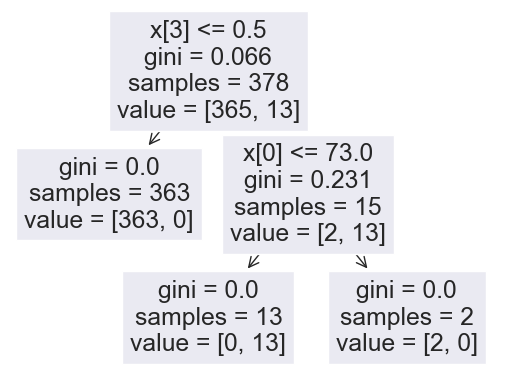 x[3] <= 0.5
gini = 0.066
samples = 378
value = [365, 13]
gini = 0.0
samples = 363
value = [363, 0]
x[0] <= 73.0
gini = 0.231
samples = 15
value = [2, 13]
gini = 0.0
samples = 13
value = [0, 13]
gini = 0.0
samples = 2
value = [2, 0]